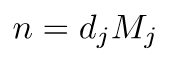 n = d_j M_j